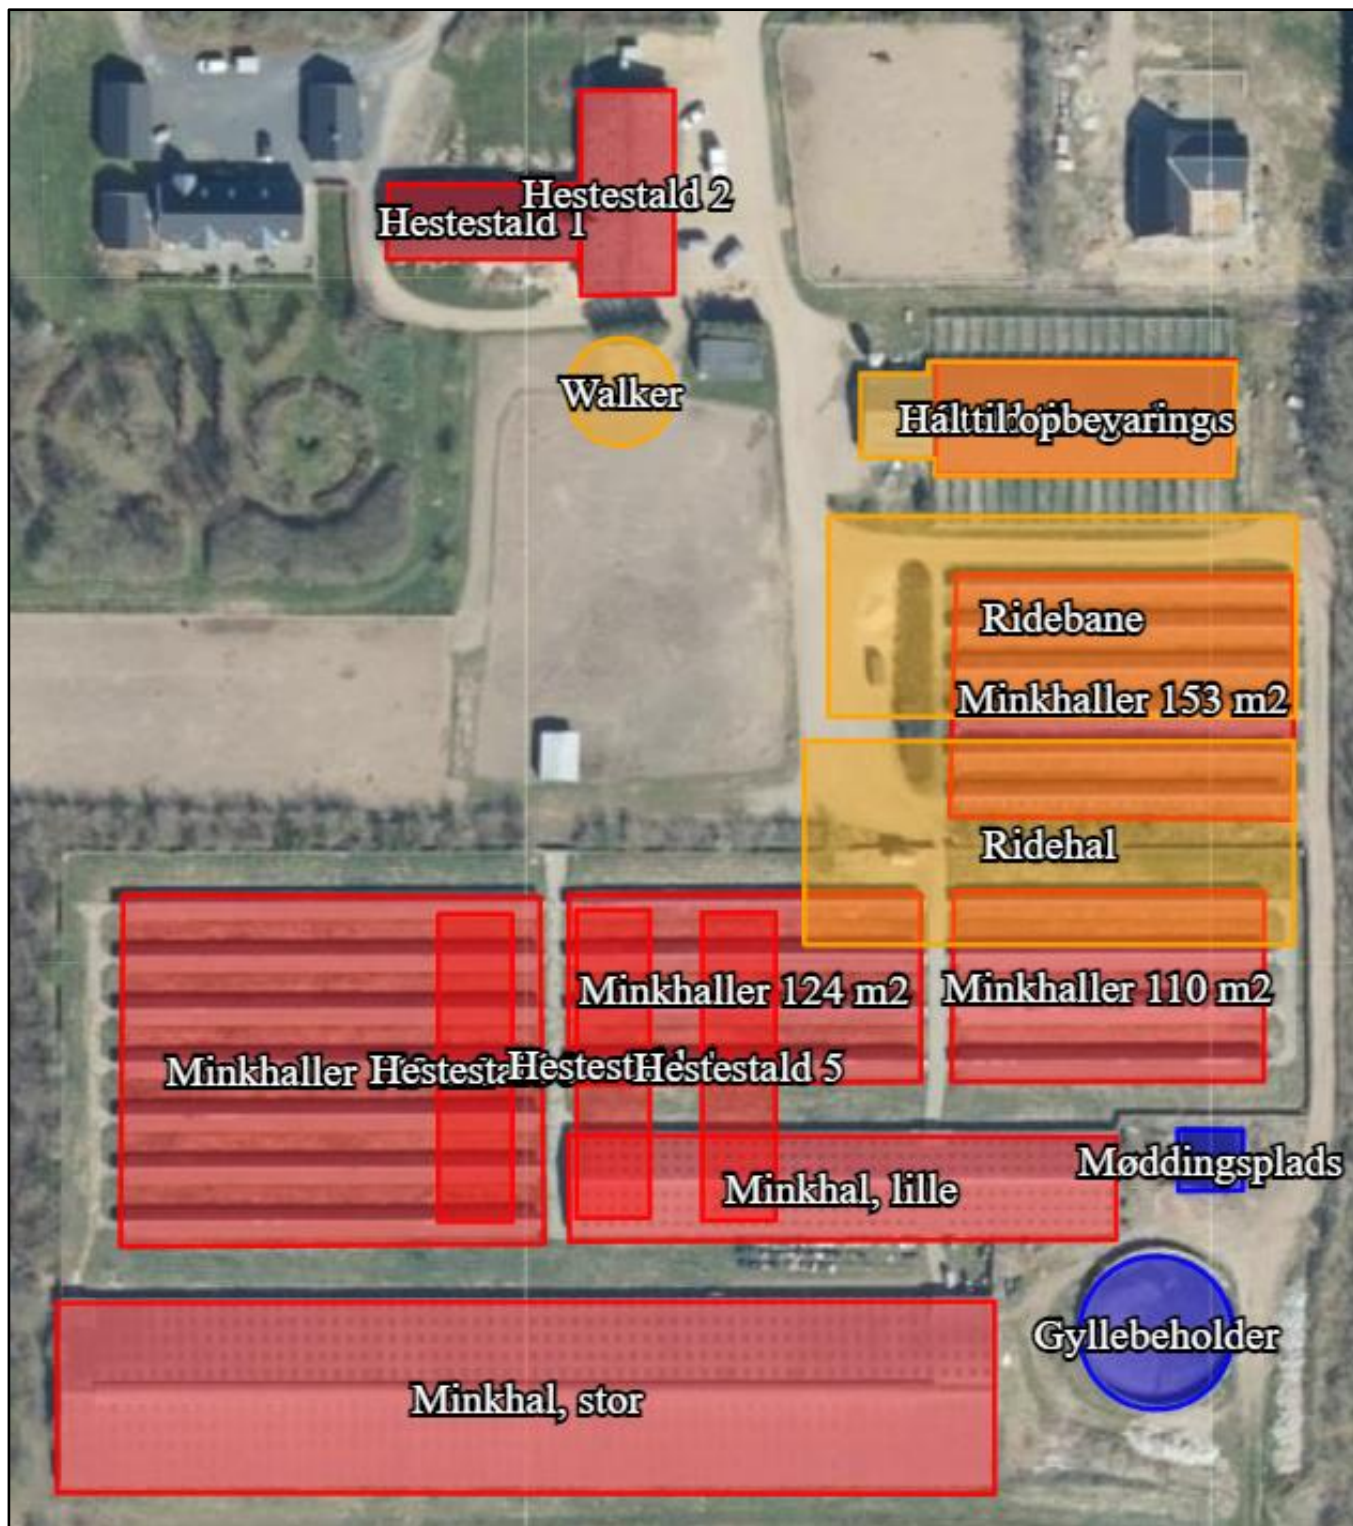 Hestestald 2
Hestestald 1
Walker
Ridebane
Minkhaller 153 m2
Ridehal
Minkhaller 124 m2
Minkhaller 110 m2
Minkhaller
Hestestald 5
Møddingsplads
Minkhal, lille
Gyllebeholder
Minkhal, stor